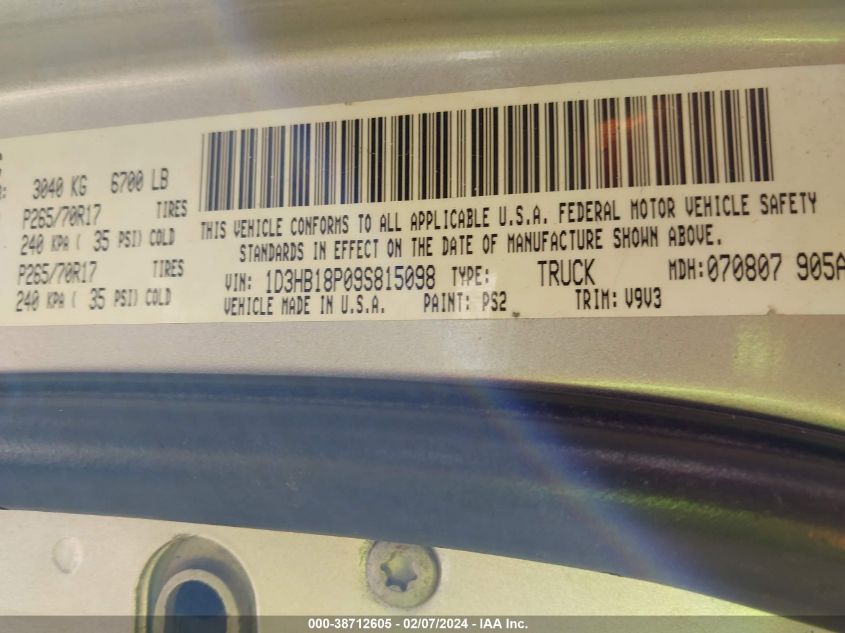 3040 KG 6700 LB
P265/70R17 TIRES
240 KPA ( 35 PSI) COLD
P265/70R17 TIRES
240 KPA ( 35 PSI) COLD
THIS VEHICLE CONFORMS TO ALL APPLICABLE U.S.A. FEDERAL MOTOR VEHICLE SAFETY
STANDARDS IN EFFECT ON THE DATE OF MANUFACTURE SHOWN ABOVE.
VIN: 1D3HB18P09S815098 TYPE: TRUCK MDH:070807 905A
VEHICLE MADE IN U.S.A. PAINT: PS2 TRIM: V9V3
000-38712605 / 02/07/2024 - IAA Inc.